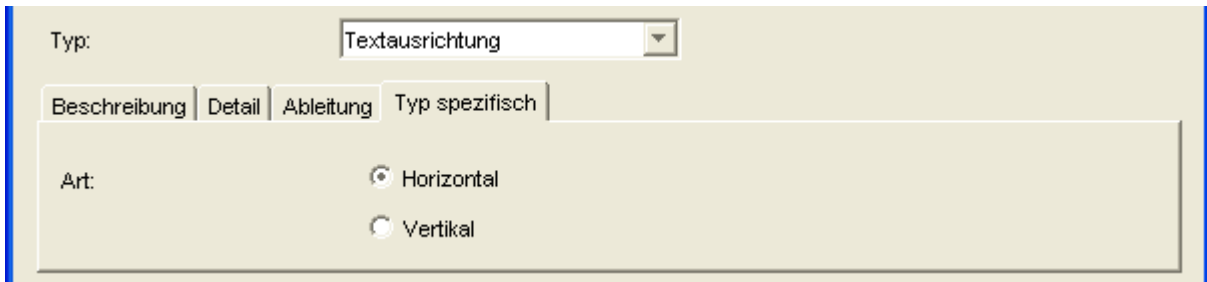 Typ: Textausrichtung
Beschreibung Detail Ableitung Typ spezifisch
Art: Horizontal
Vertikal